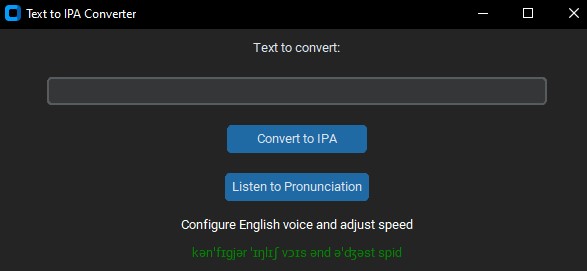 Text to IPA Converter
Text to convert:
Convert to IPA
Listen to Pronunciation
Configure English voice and adjust speed
kənˈfɪgjər ˈɪŋlɪʃ vɔɪs ənd əˈʤəst spid